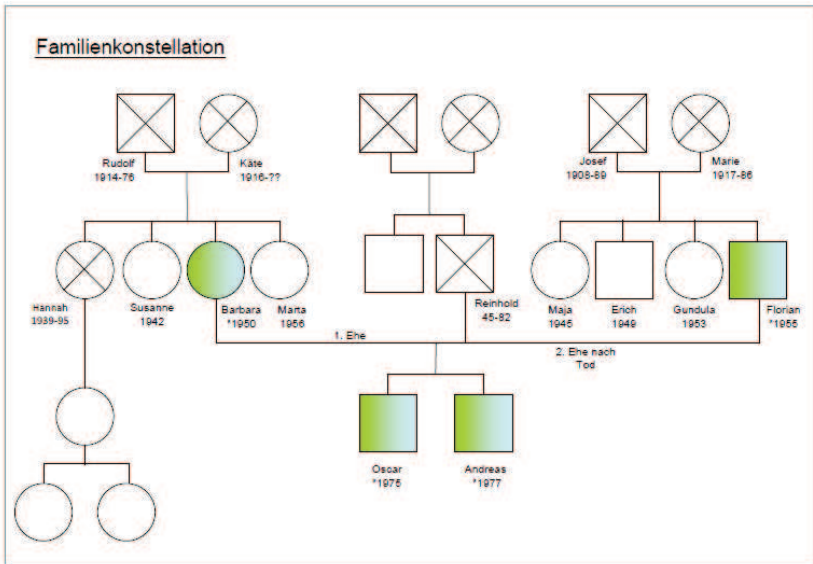 Familienkonstellation
Rudolf
1914-76
Käte
1916-??
Josef
1908-89
Marie
1917-86
Hannah
1939-95
Susanne
1942
Barbara
*1950
Marta
1956
Reinhold
45-82
Maja
1945
Erich
1949
Gundula
1953
Florian
*1955
1. Ehe
2. Ehe nach
Tod
Oscar
*1975
Andreas
*1977